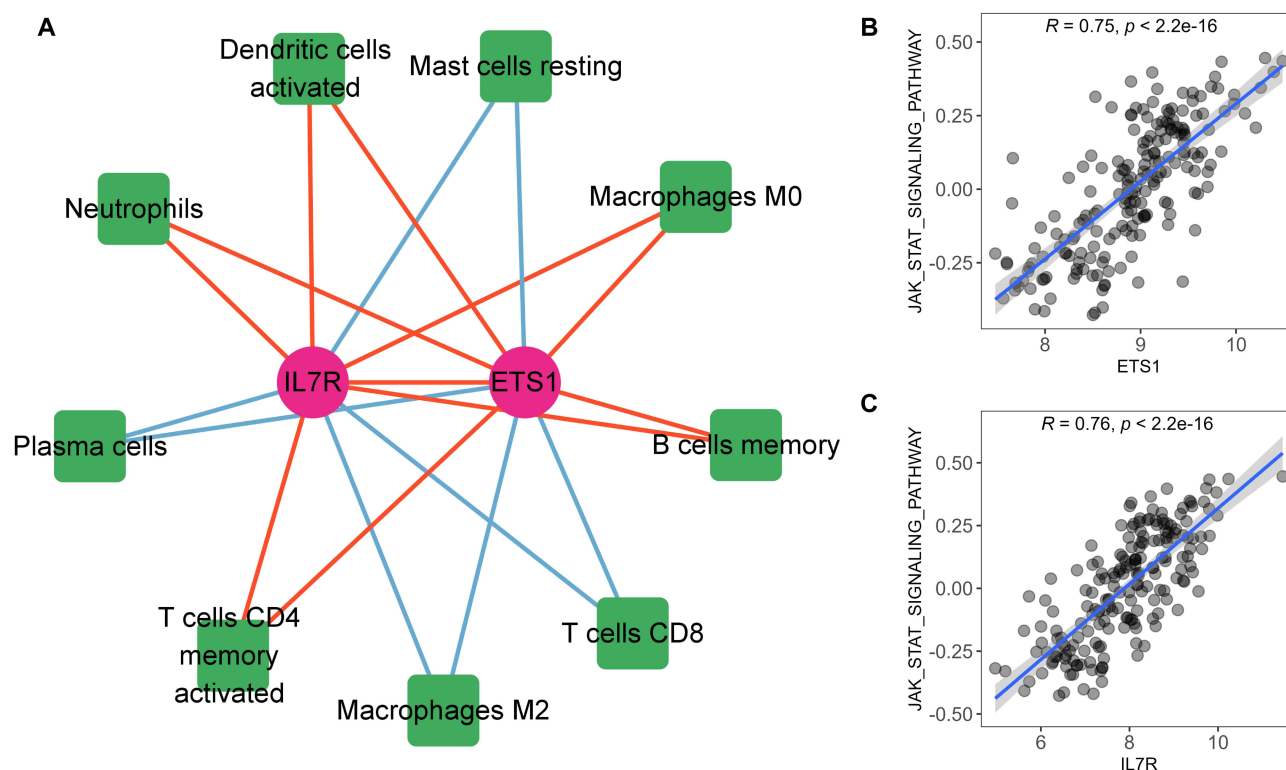 A
Dendritic cells
activated
Mast cells resting
Neutrophils
Macrophages M0
IL7R
ETS1
Plasma cells
B cells memory
T cells CD4
memory
activated
T cells CD8
Macrophages M2
B
R = 0.75, p < 2.2e-16
JAK_STAT_SIGNALING_PATHWAY
0.50
0.25
0.00
-0.25
8
9
10
ETS1
C
R = 0.76, p < 2.2e-16
JAK_STAT_SIGNALING_PATHWAY
0.50
0.25
0.00
-0.25
-0.50
6
8
10
IL7R